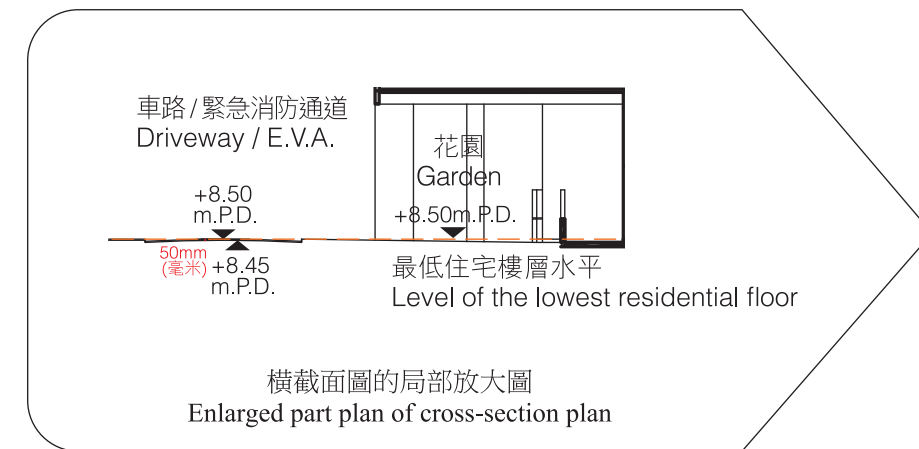 車路 / 緊急消防通道
Driveway / E.V.A.
花園
Garden
+8.50
m.P.D.
+8.50m.P.D.
50mm
(毫米)
+8.45
m.P.D.
最低住宅樓層水平
Level of the lowest residential floor
橫截面圖的局部放大圖
Enlarged part plan of cross-section plan